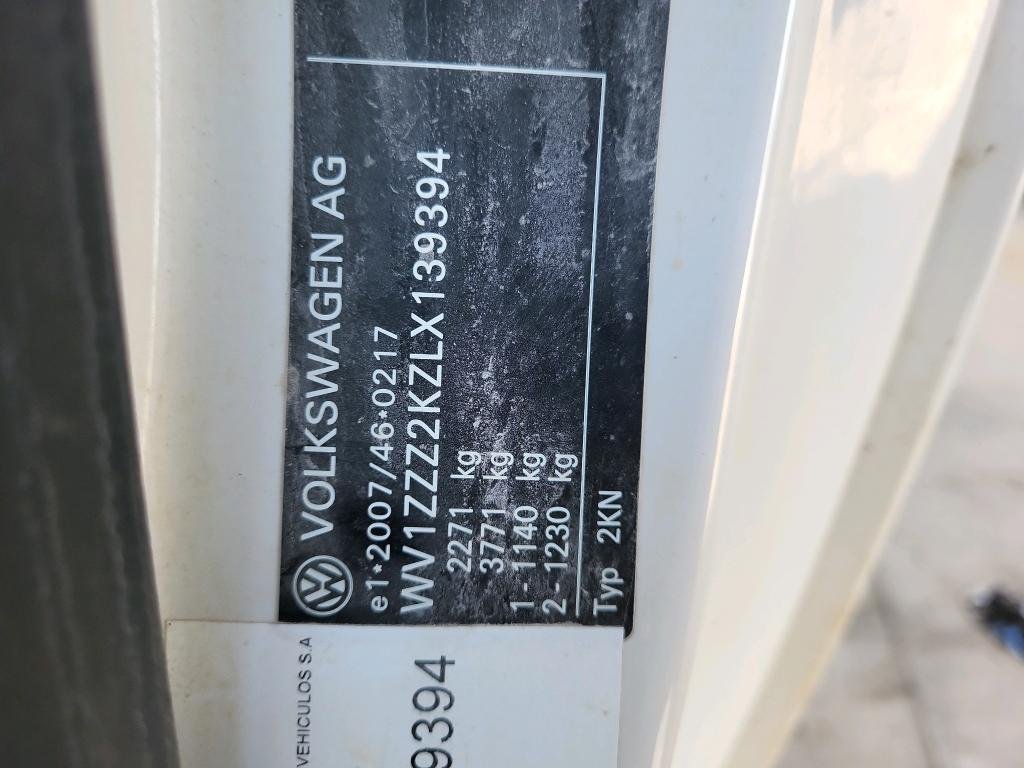 VOLKSWAGEN AG
e1*2007/46*0217
WV1ZZZ2KZLX139394
2271 kg
3771 kg
1 - 1140 kg
2 - 1230 kg
Typ 2KN
VEHICULOS S.A
9394